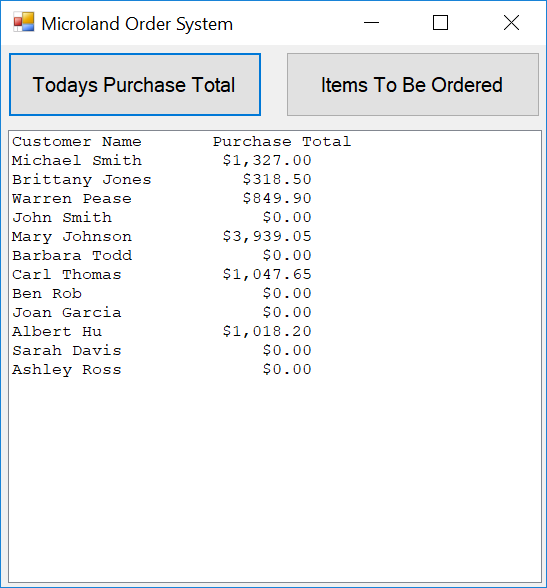 Microland Order System
Todays Purchase Total Items To Be Ordered
Customer Name Purchase Total
Michael Smith $1,327.00
Brittany Jones $318.50
Warren Pease $849.90
John Smith $0.00
Mary Johnson $3,939.05
Barbara Todd $0.00
Carl Thomas $1,047.65
Ben Rob $0.00
Joan Garcia $0.00
Albert Hu $1,018.20
Sarah Davis $0.00
Ashley Ross $0.00